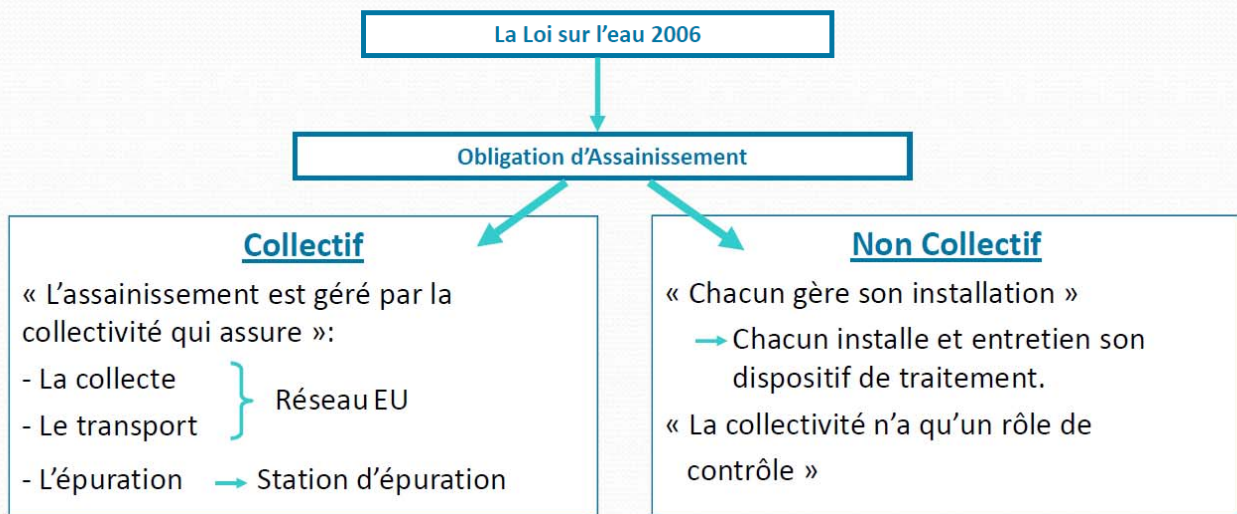 La Loi sur l'eau 2006
Obligation d'Assainissement
Collectif
« L'assainissement est géré par la
collectivité qui assure »:
- La collecte
- Le transport
Réseau EU
- L'épuration
Station d'épuration
Non Collectif
« Chacun gère son installation »
Chacun installe et entretien son
dispositif de traitement.
« La collectivité n'a qu'un rôle de
contrôle »